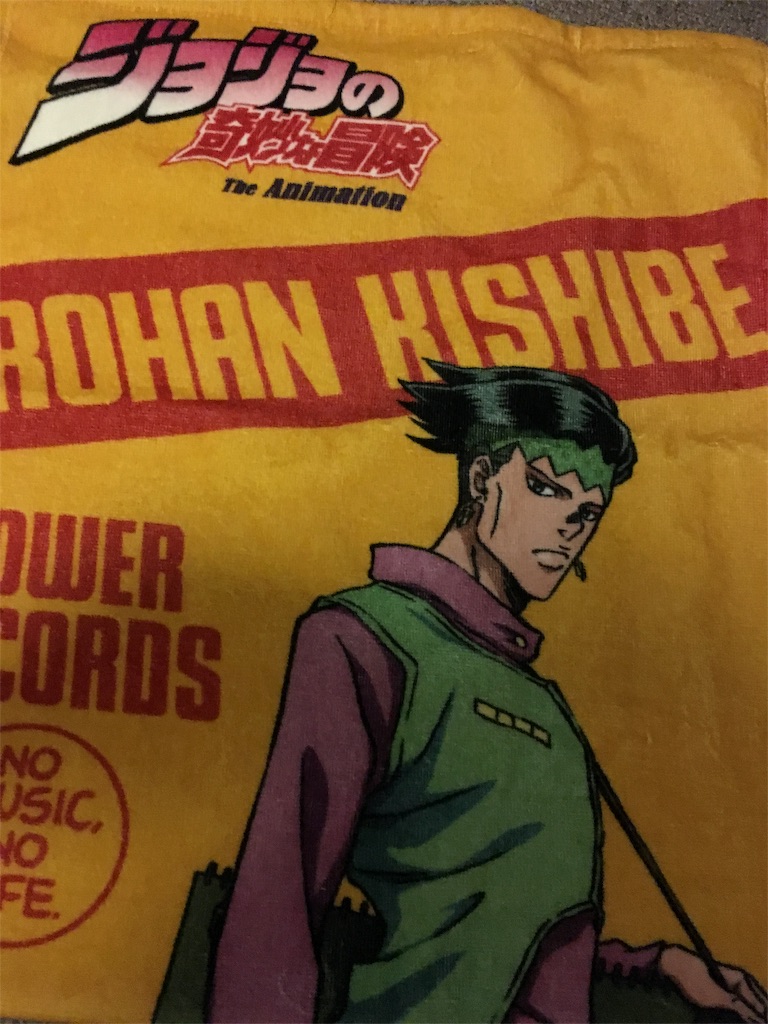 ジョジョの
奇妙な冒険
The Animation
ROHAN KISHIBE
OWER
CORDS
NO
USIC,
NO
FE.